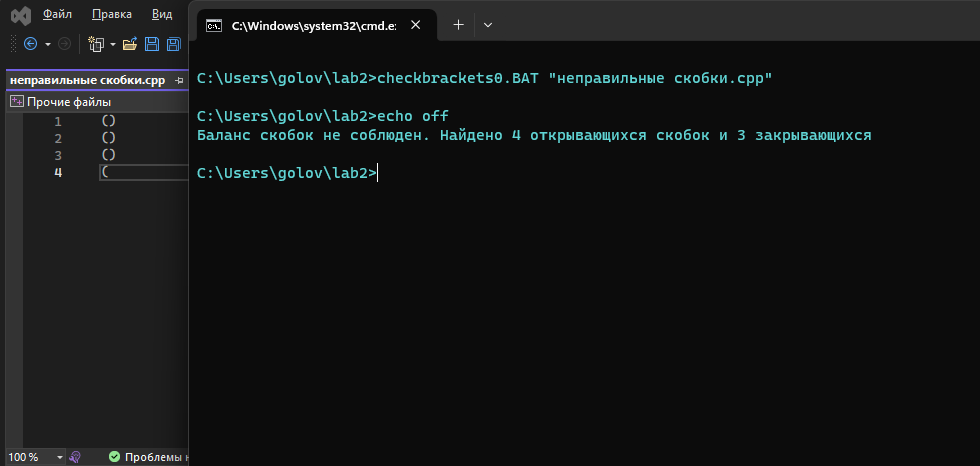 Файл Правка Вид
неправильные скобки.cpp
Прочие файлы
1 ()
2 ()
3 ()
4 (
100 % Проблемы
C:\Windows\system32\cmd.e
C:\Users\golov\lab2>checkbrackets0.BAT "неправильные скобки.cpp"
C:\Users\golov\lab2>echo off
Баланс скобок не соблюден. Найдено 4 открывающихся скобок и 3 закрывающихся
C:\Users\golov\lab2>